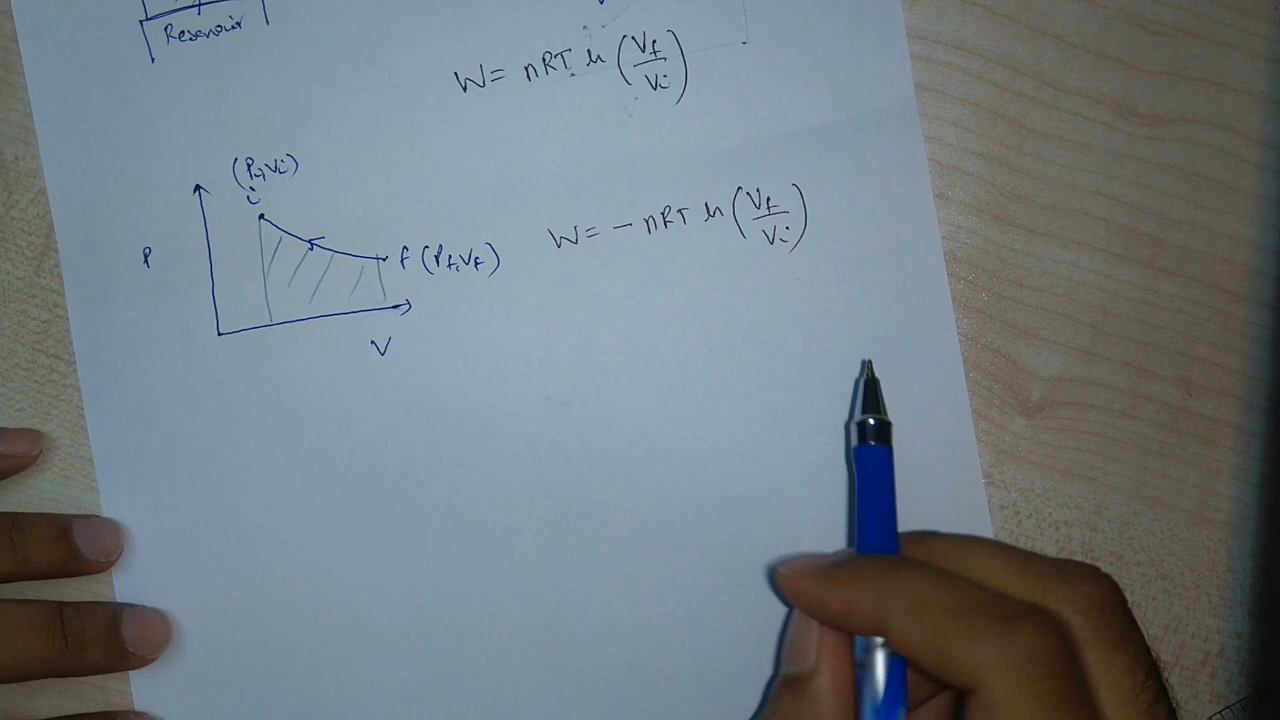 Reservoir
W = nRT ln (Vf/Vi)
(Pi, Vi)
i
P
f (Pf, Vf)
V
W = - nRT ln (Vf/Vi)